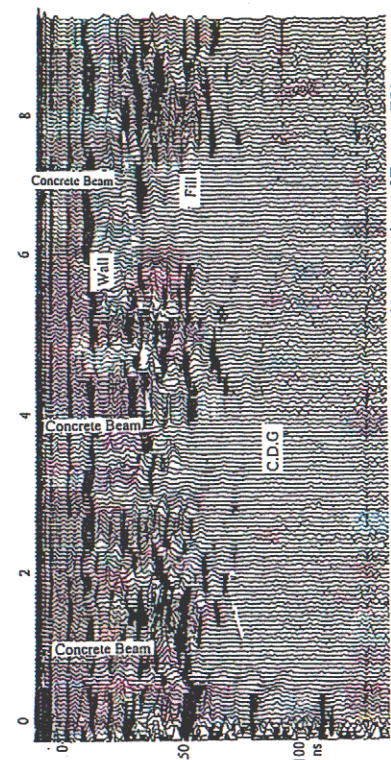 8
Concrete Beam
Fill
6
Wall
4
Concrete Beam
C.D.G
2
Concrete Beam
0
0
50
100
ns